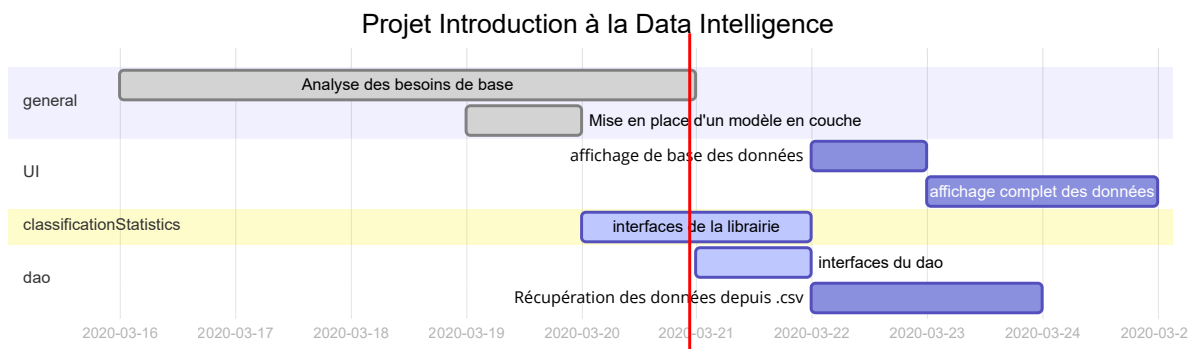 Projet Introduction à la Data Intelligence
general
Analyse des besoins de base
Mise en place d'un modèle en couche
UI
affichage de base des données
affichage complet des données
classificationStatistics
interfaces de la librairie
dao
interfaces du dao
Récupération des données depuis .csv
2020-03-16 2020-03-17 2020-03-18 2020-03-19 2020-03-20 2020-03-21 2020-03-22 2020-03-23 2020-03-24 2020-03-2